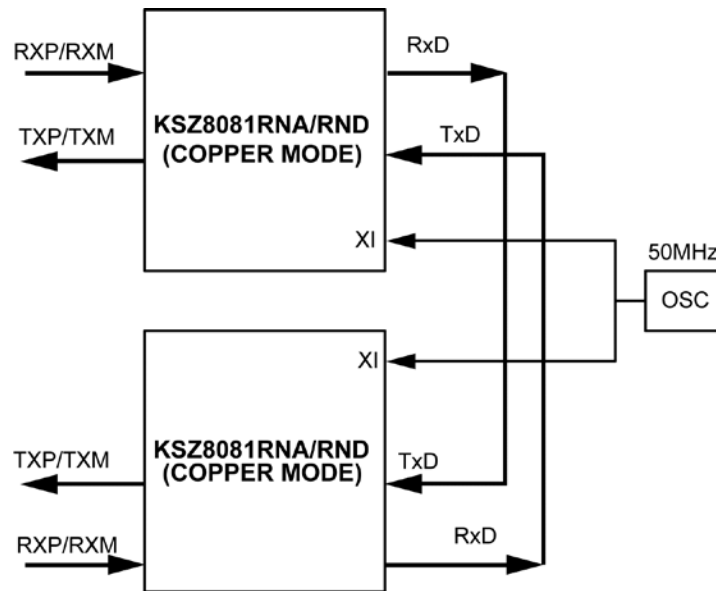 RXP/RXM
RxD
KSZ8081RNA/RND
(COPPER MODE)
TXP/TXM
TxD
XI
50MHz
OSC
XI
KSZ8081RNA/RND
(COPPER MODE)
TXP/TXM
TxD
RXP/RXM
RxD